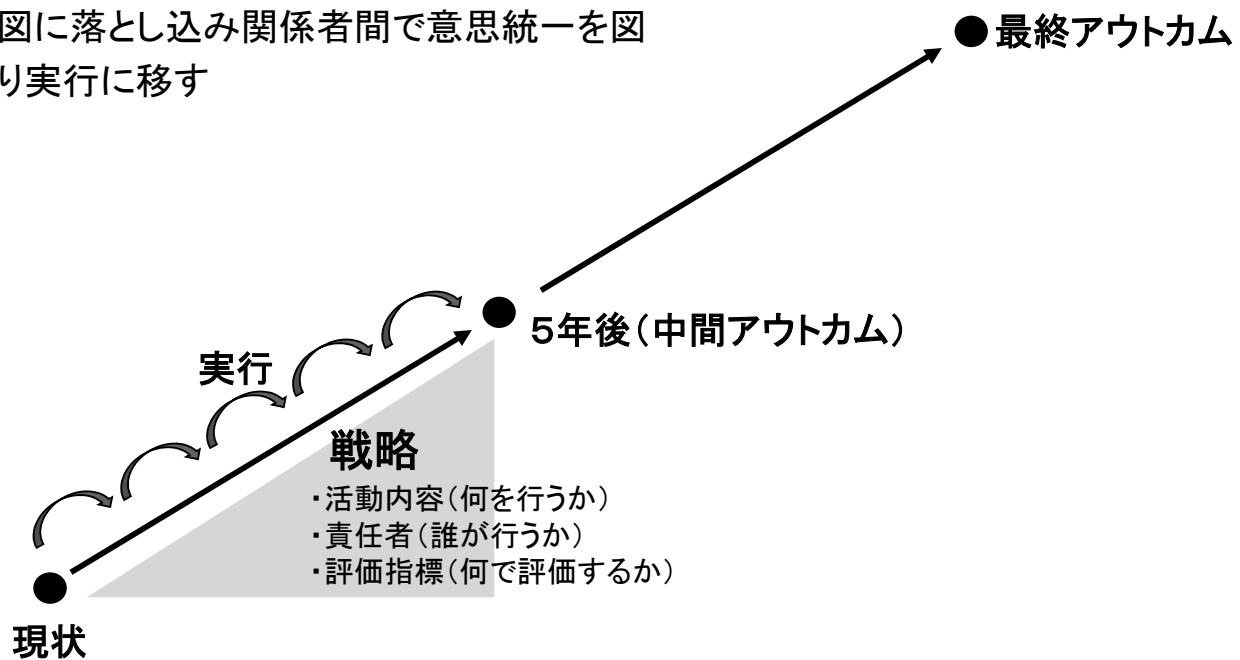 図に落とし込み関係者間で意思統一を図
り実行に移す
●最終アウトカム
5年後(中間アウトカム)
実行
戦略
・活動内容(何を行うか)
・責任者(誰が行うか)
・評価指標(何で評価するか)
現状